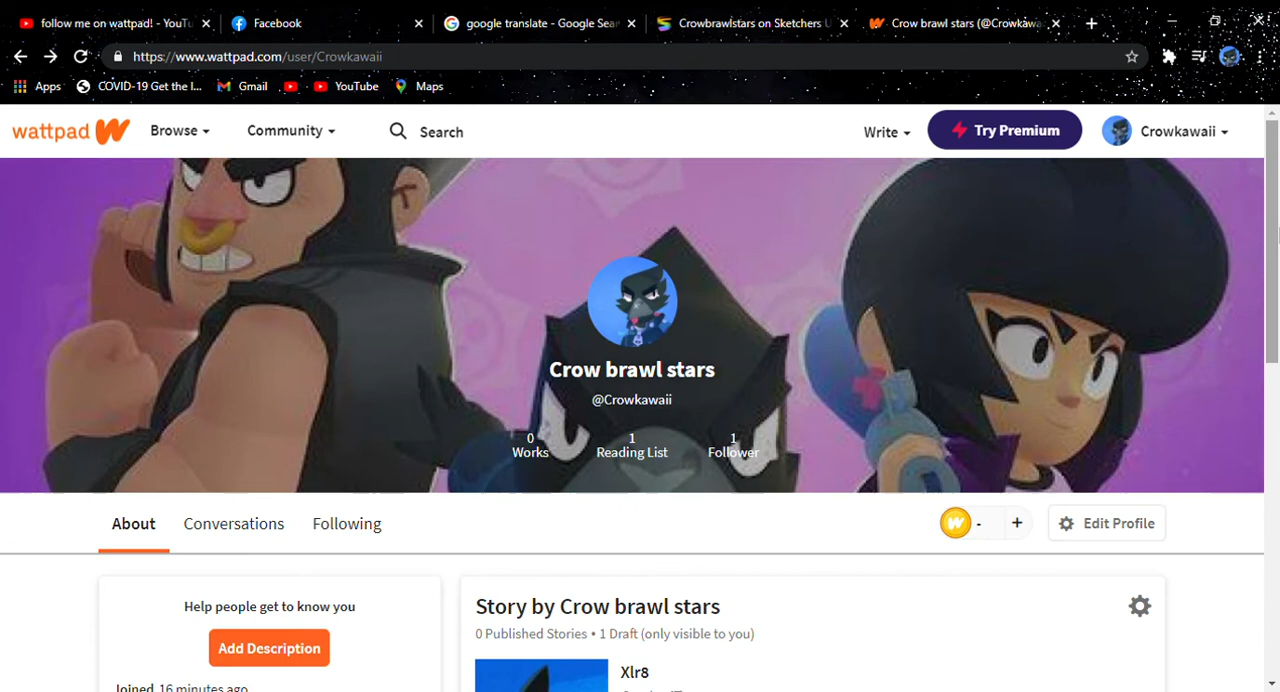 follow me on wattpad! - YouTu
Facebook
google translate - Google Sear
Crowbrawlstars on Sketchers U
Crow brawl stars (@Crowkawa
https://www.wattpad.com/user/Crowkawaii
Apps
COVID-19 Get the I...
Gmail
YouTube
Maps
wattpad
Browse
Community
Search
Write
Try Premium
Crowkawaii
Crow brawl stars
@Crowkawaii
0 1 1
Works Reading List Follower
About Conversations Following
-
+
Edit Profile
Help people get to know you
Add Description
Joined 16 minutes ago
Story by Crow brawl stars
0 Published Stories • 1 Draft (only visible to you)
Xlr8